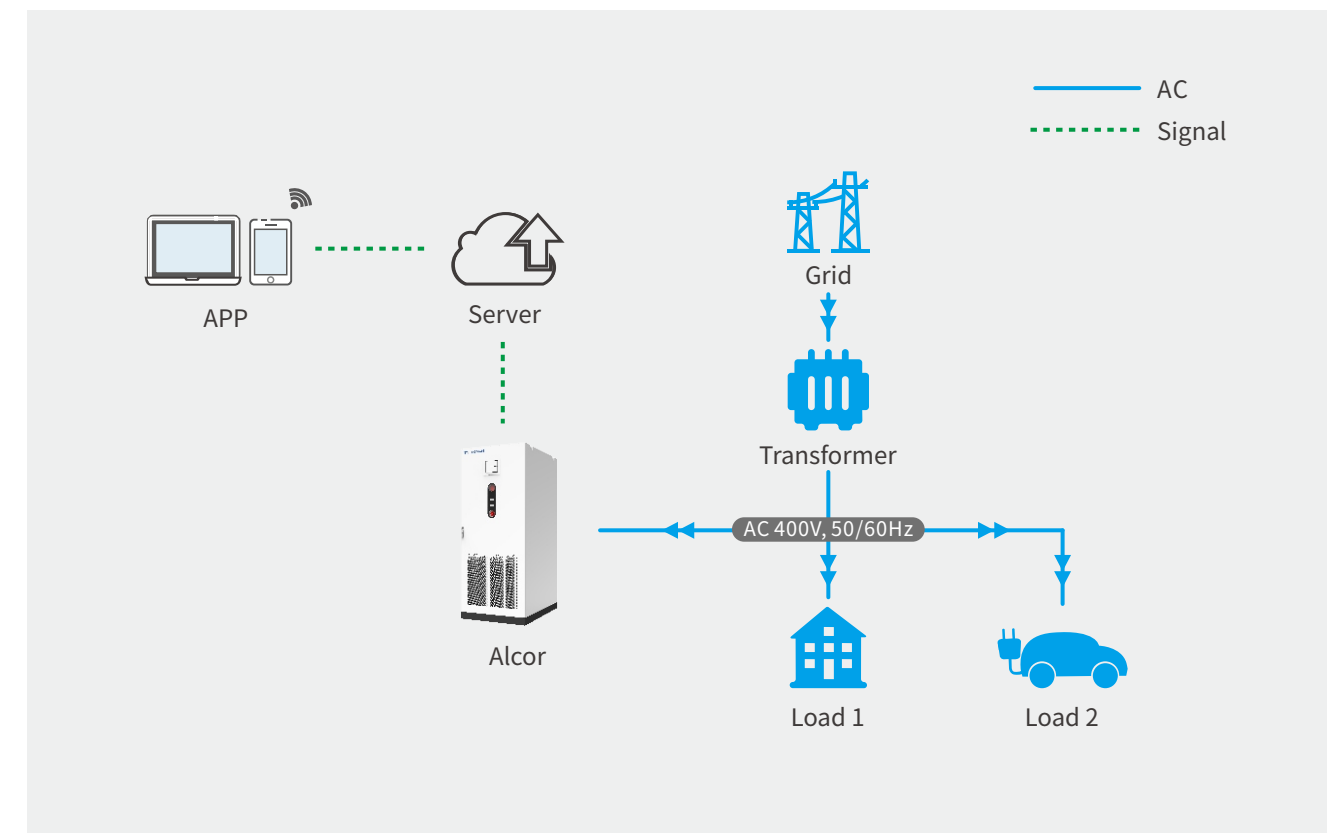 AC
Signal
Grid
APP
Server
Transformer
AC 400V, 50/60Hz
Alcor
Load 1
Load 2